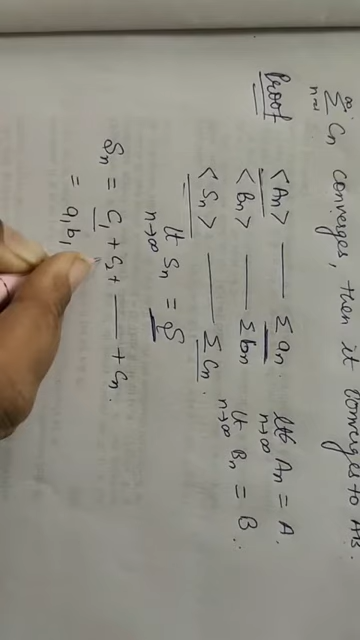 ∞
Σ Cn converges, then it converges to AB.
n=1
Proof
<An> —— Σ an. lt n→∞ An = A.
<Bn> —— Σ bn lt n→∞ Bn = B.
<Sn> —— Σ Cn.
lt n→∞ Sn = S
Sn = C1 + C2 + —— + Cn.
= a1b1